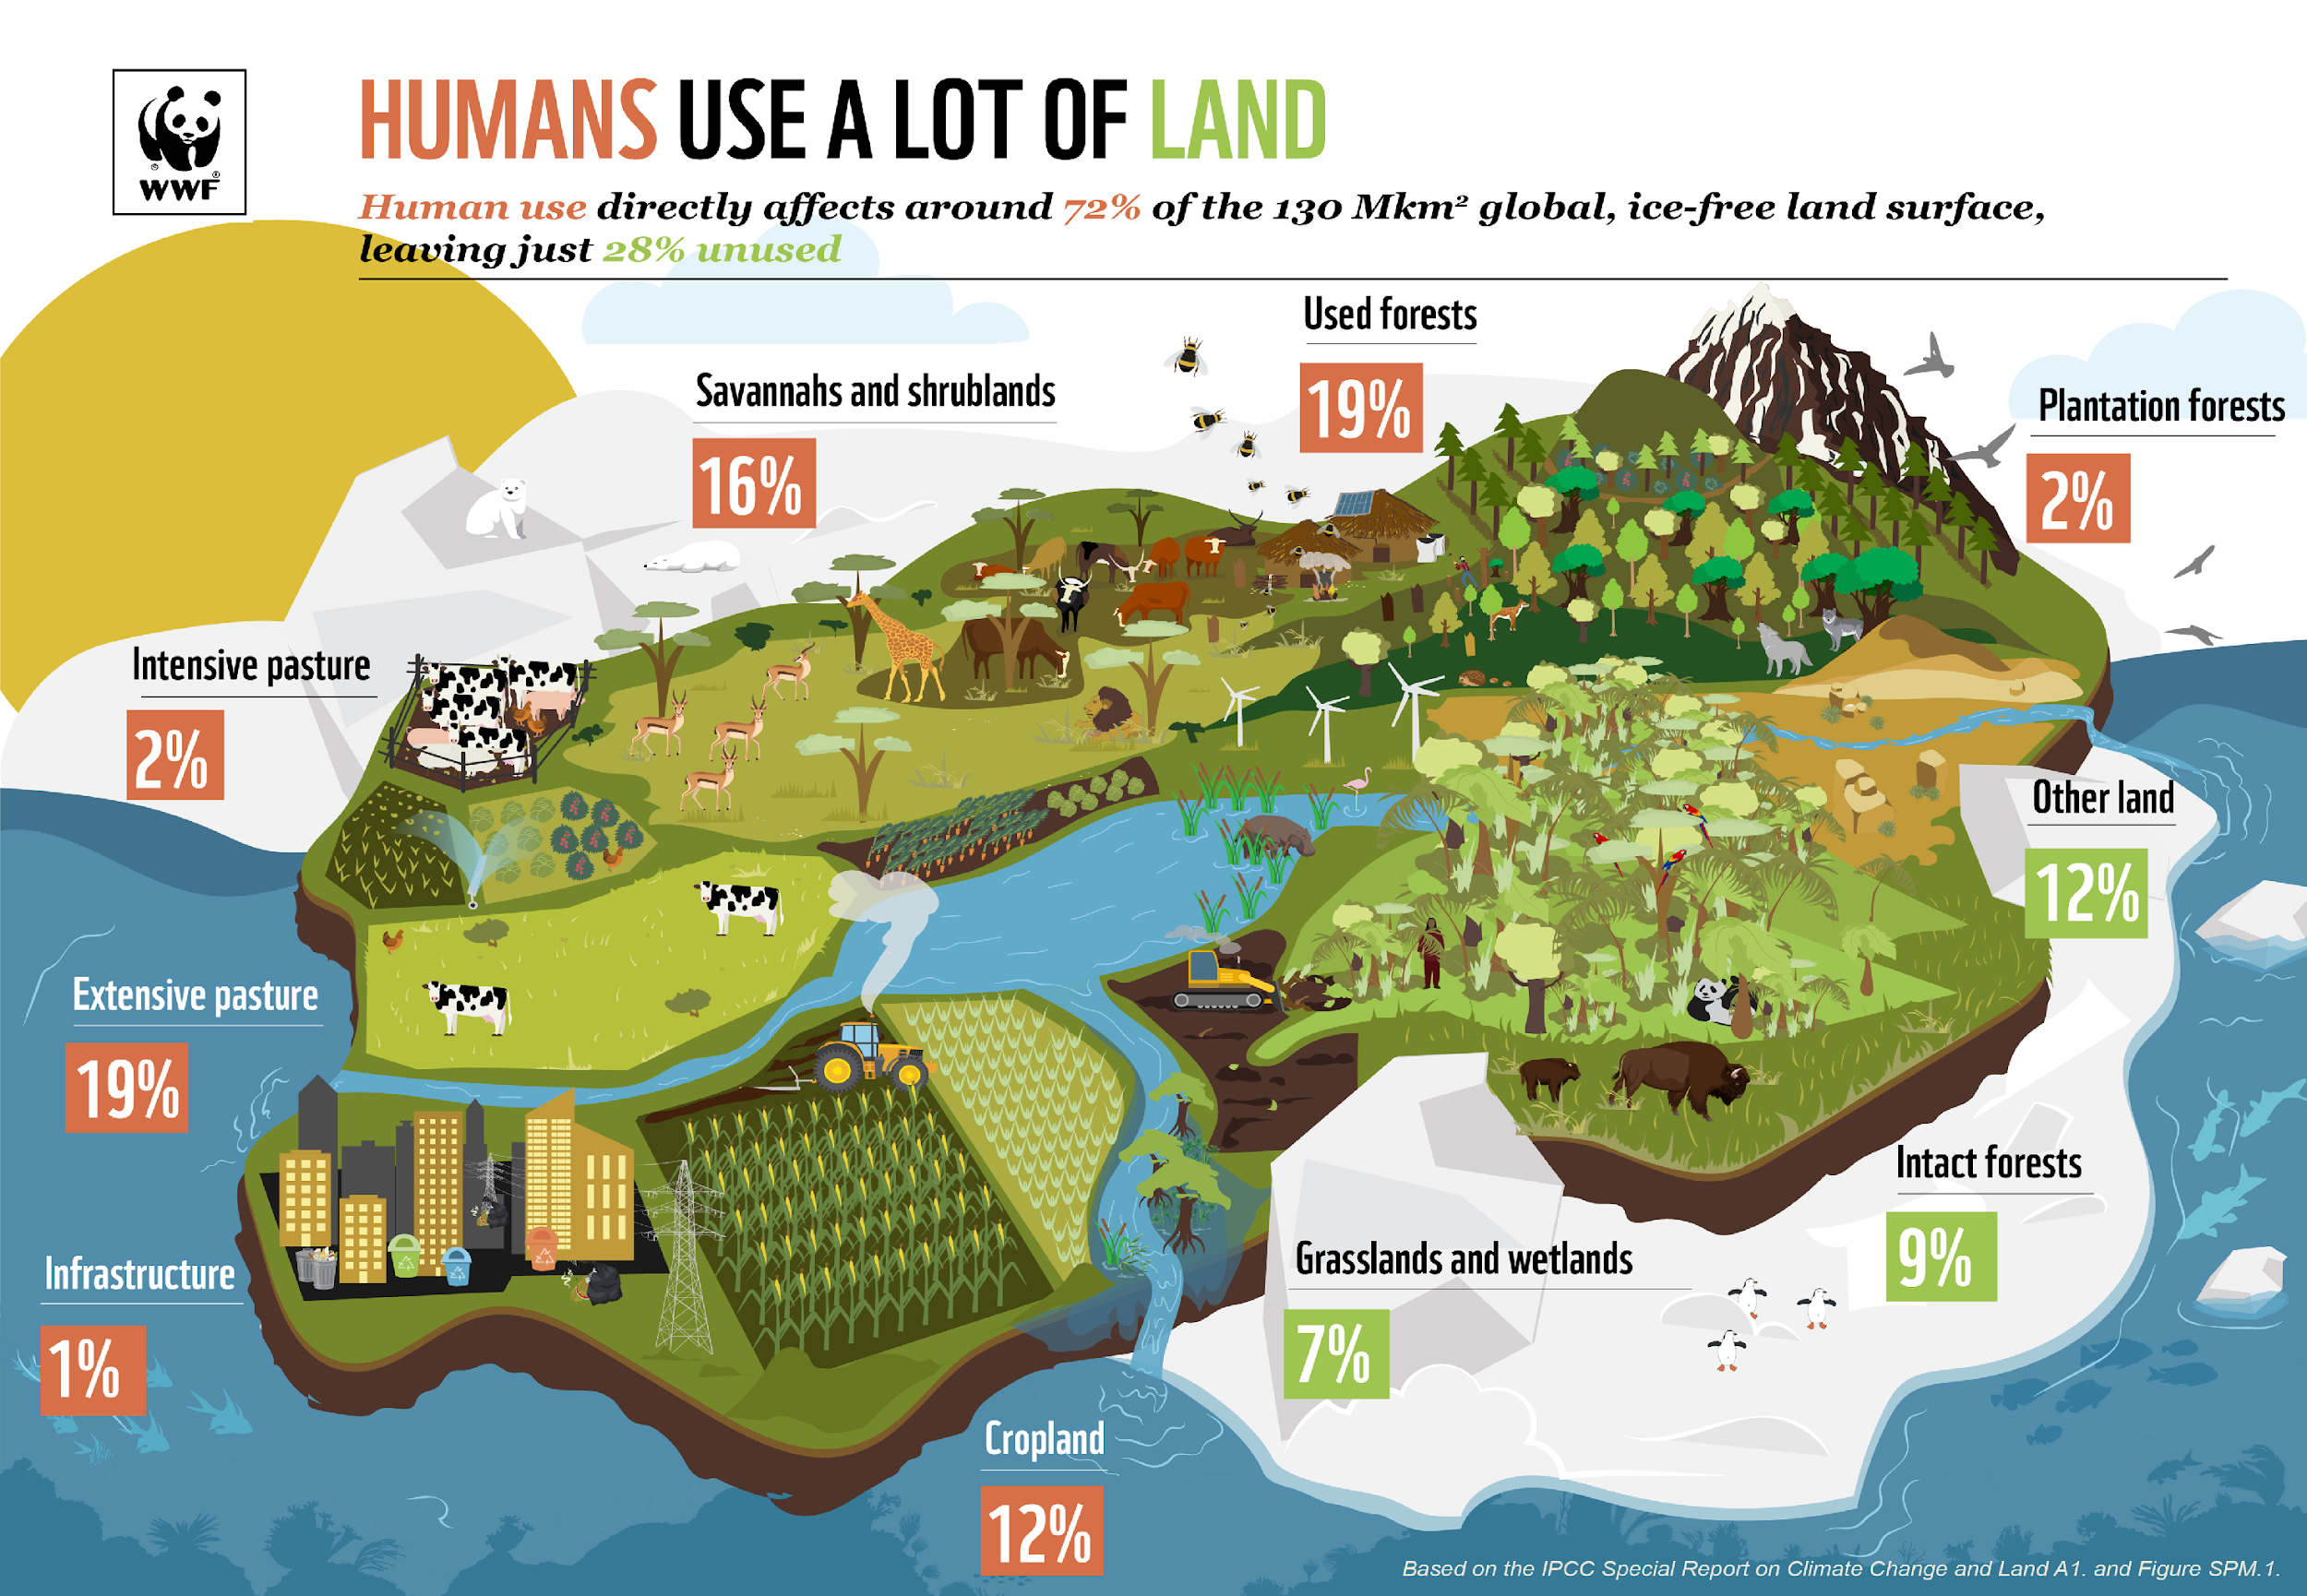 WWF®
HUMANS USE A LOT OF LAND
Human use directly affects around 72% of the 130 Mkm² global, ice-free land surface,
leaving just 28% unused
Used forests
19%
Savannahs and shrublands
16%
Plantation forests
2%
Intensive pasture
2%
Other land
12%
Extensive pasture
19%
Intact forests
9%
Grasslands and wetlands
7%
Infrastructure
1%
Cropland
12%
Based on the IPCC Special Report on Climate Change and Land A1. and Figure SPM.1.